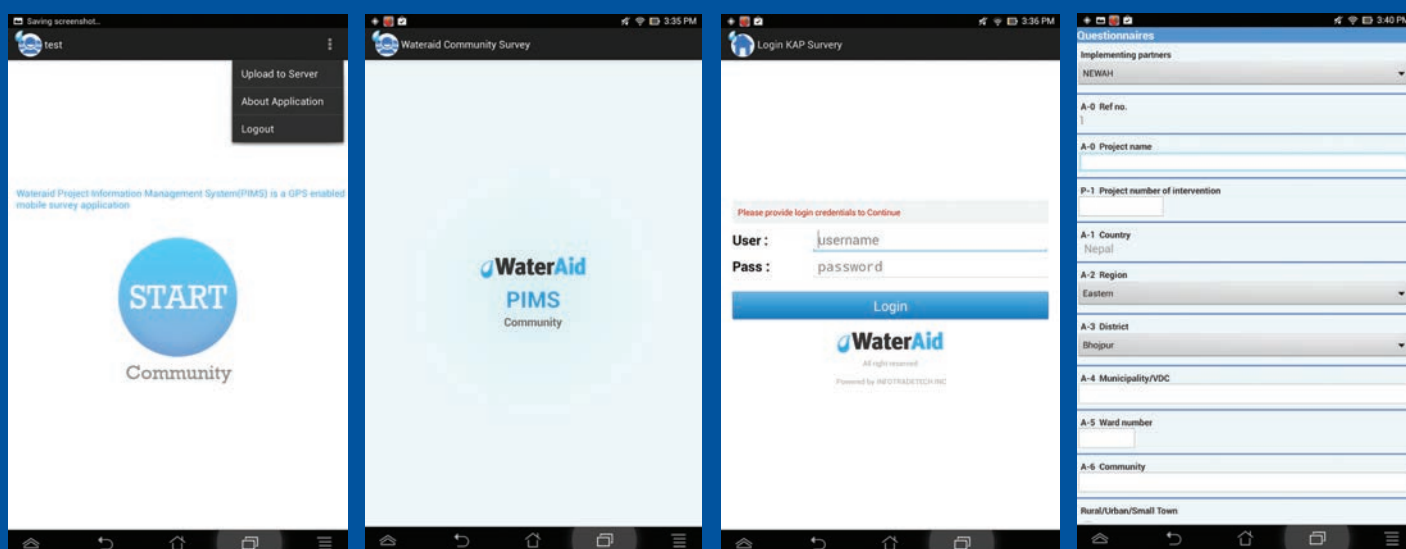 Saving screenshot...
test
Upload to Server
About Application
Logout
Wateraid Project Information Management System(PIMS) is a GPS enabled
mobile survey application
START
Community
3:35 PM
Wateraid Community Survey
WaterAid
PIMS
Community
3:36 PM
Login KAP Survery
Please provide login credentials to Continue
User :
username
Pass :
password
Login
WaterAid
All right reserved
Powered by INFOTRADETECH INC
3:40 PM
Questionnaires
Implementing partners
NEWAH
A-0 Ref no.
1
A-0 Project name
P-1 Project number of intervention
A-1 Country
Nepal
A-2 Region
Eastern
A-3 District
Bhojpur
A-4 Municipality/VDC
A-5 Ward number
A-6 Community
Rural/Urban/Small Town